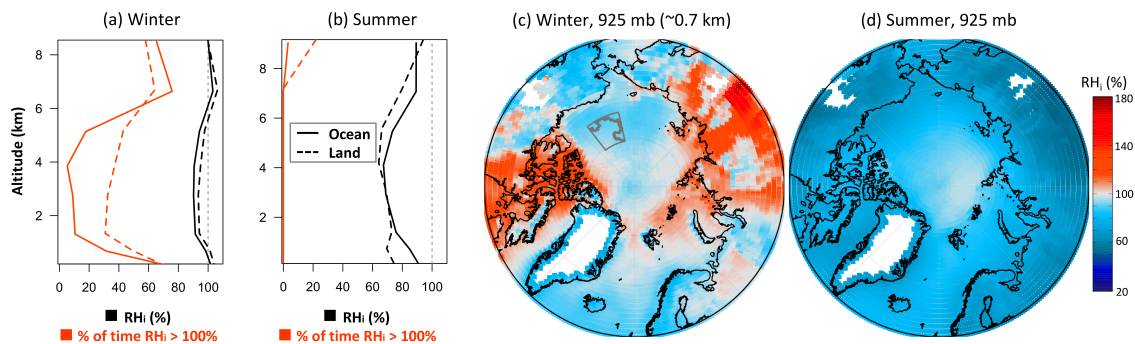 (a) Winter
(b) Summer
(c) Winter, 925 mb (~0.7 km)
(d) Summer, 925 mb
Altitude (km)
8
6
4
2
0 20 40 60 80 100
8
6
4
2
0 20 40 60 80 100
Ocean
Land
RHi (%)
% of time RHi > 100%
RHi (%)
% of time RHi > 100%
RHi (%)
180
140
100
60
20